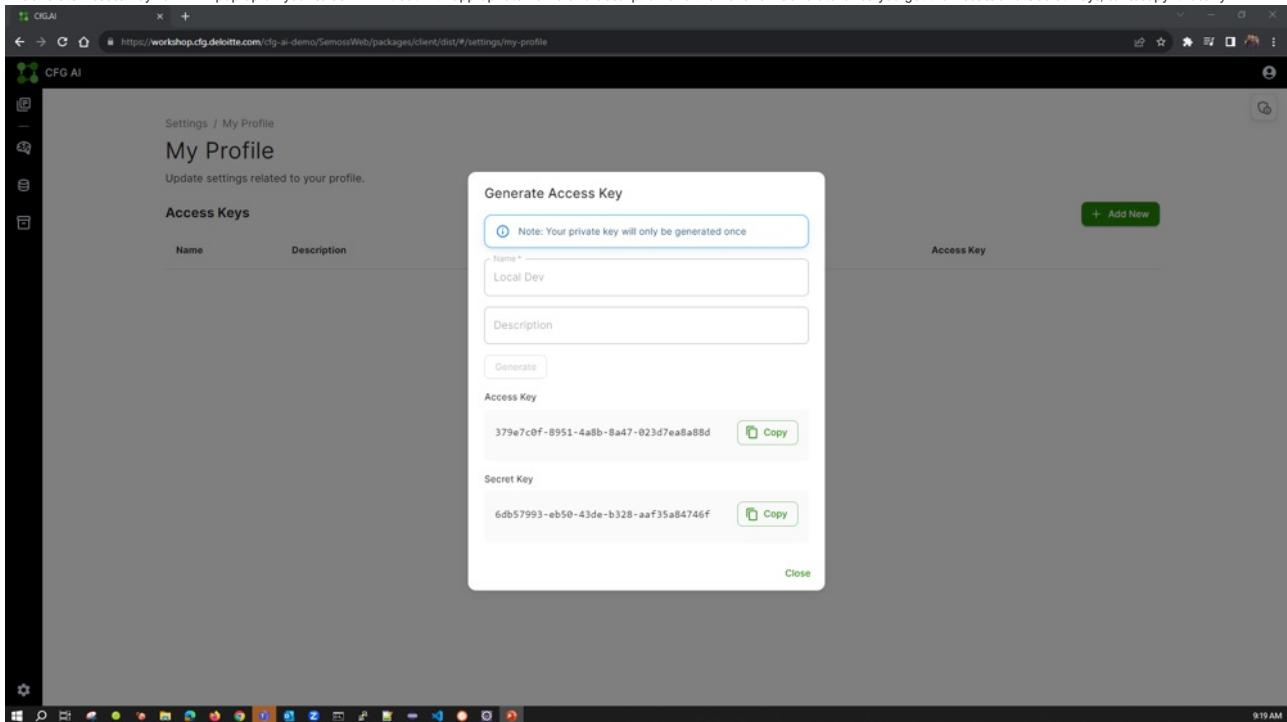 CfG.AI
https://workshop.cfg.deloitte.com/cfg-ai-demo/SemossWeb/packages/client/dist/#/settings/my-profile
CFG AI
Settings / My Profile
My Profile
Update settings related to your profile.
Access Keys
+ Add New
Name Description Access Key
Generate Access Key
Note: Your private key will only be generated once
Name *
Local Dev
Description
Generate
Access Key
379e7c0f-8951-4a8b-8a47-023d7ea8a88d Copy
Secret Key
6db57993-eb50-43de-b328-aaf35a84746f Copy
Close
9:19 AM